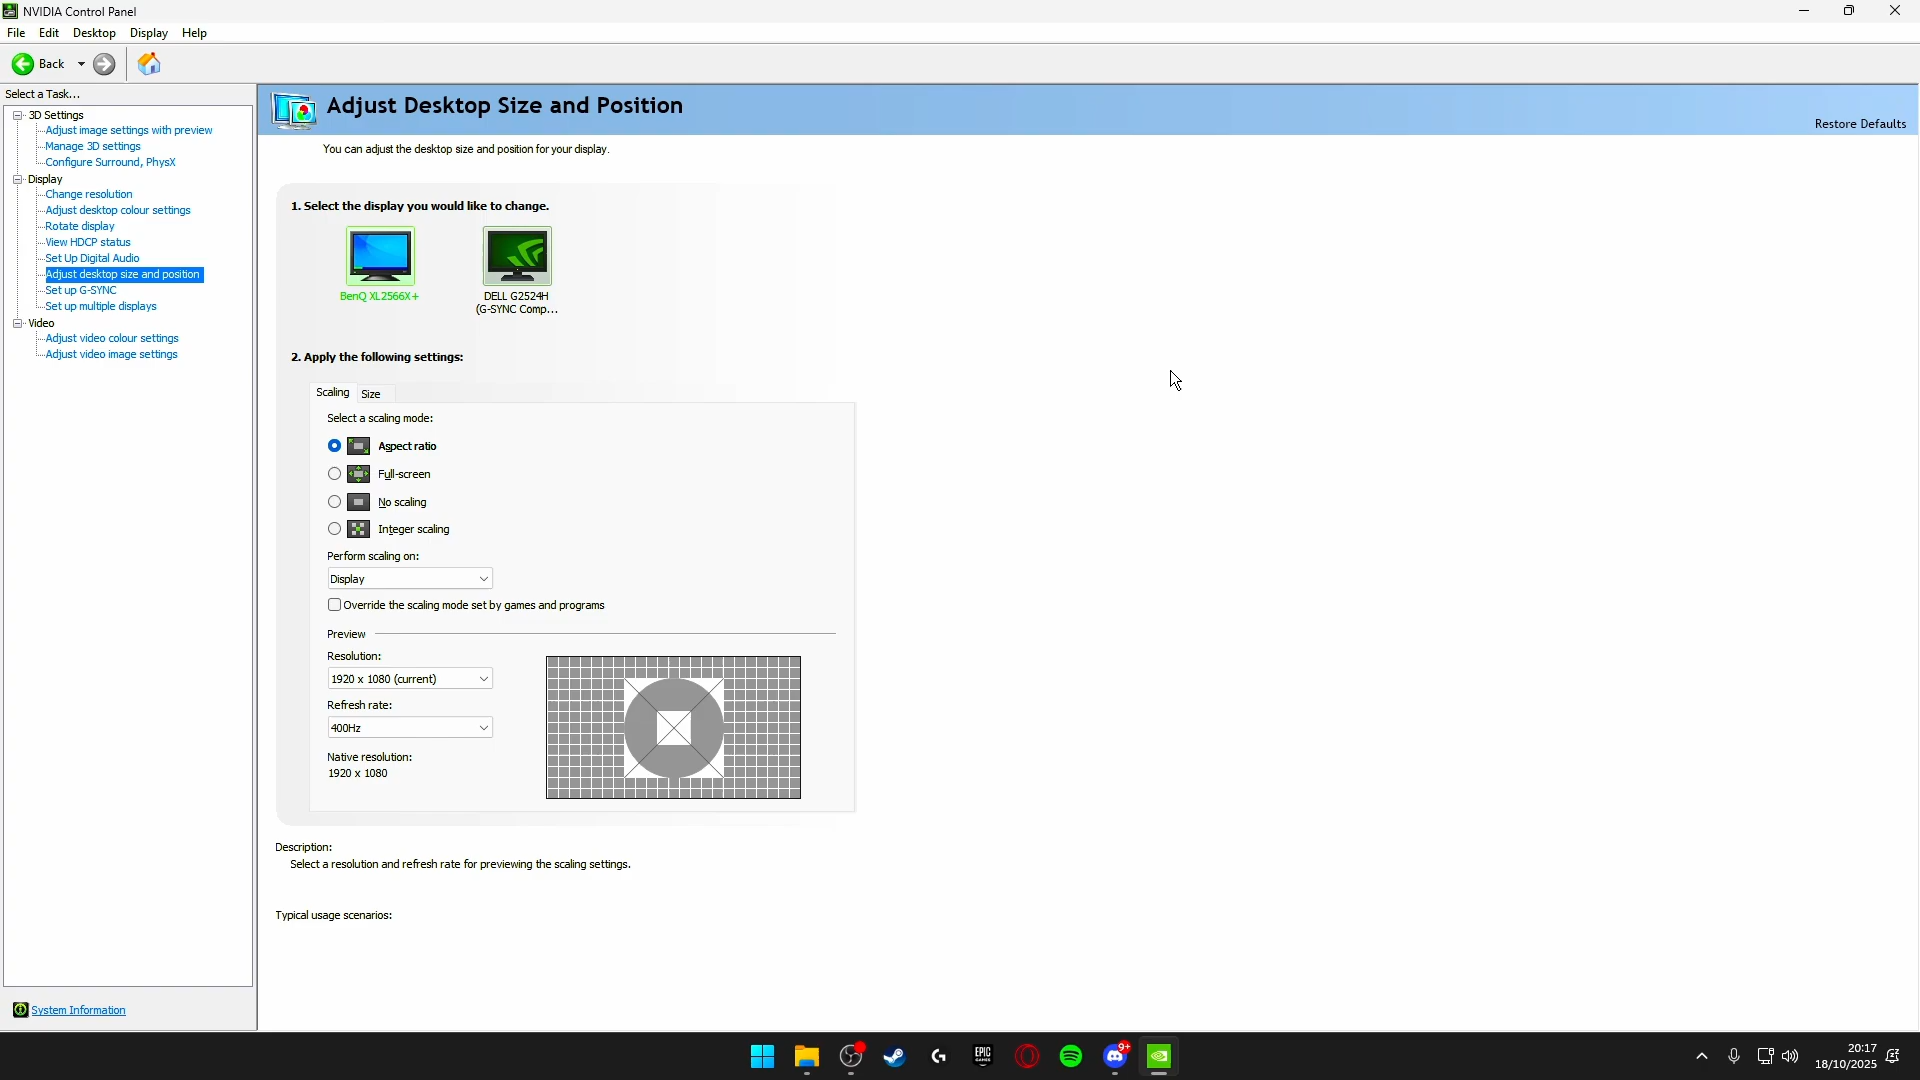 NVIDIA Control Panel
File Edit Desktop Display Help
Back
Select a Task...
3D Settings
Adjust image settings with preview
Manage 3D settings
Configure Surround, PhysX
Display
Change resolution
Adjust desktop colour settings
Rotate display
View HDCP status
Set Up Digital Audio
Adjust desktop size and position
Set up G-SYNC
Set up multiple displays
Video
Adjust video colour settings
Adjust video image settings
System Information
Adjust Desktop Size and Position
Restore Defaults
You can adjust the desktop size and position for your display.
1. Select the display you would like to change.
BenQ XL2566X+
DELL G2524H
(G-SYNC Comp...
2. Apply the following settings:
Scaling Size
Select a scaling mode:
Aspect ratio
Full-screen
No scaling
Integer scaling
Perform scaling on:
Display
Override the scaling mode set by games and programs
Preview
Resolution:
1920 x 1080 (current)
Refresh rate:
400Hz
Native resolution:
1920 x 1080
Description:
Select a resolution and refresh rate for previewing the scaling settings.
Typical usage scenarios:
EPIC
GAMES
9+
20:17
18/10/2025